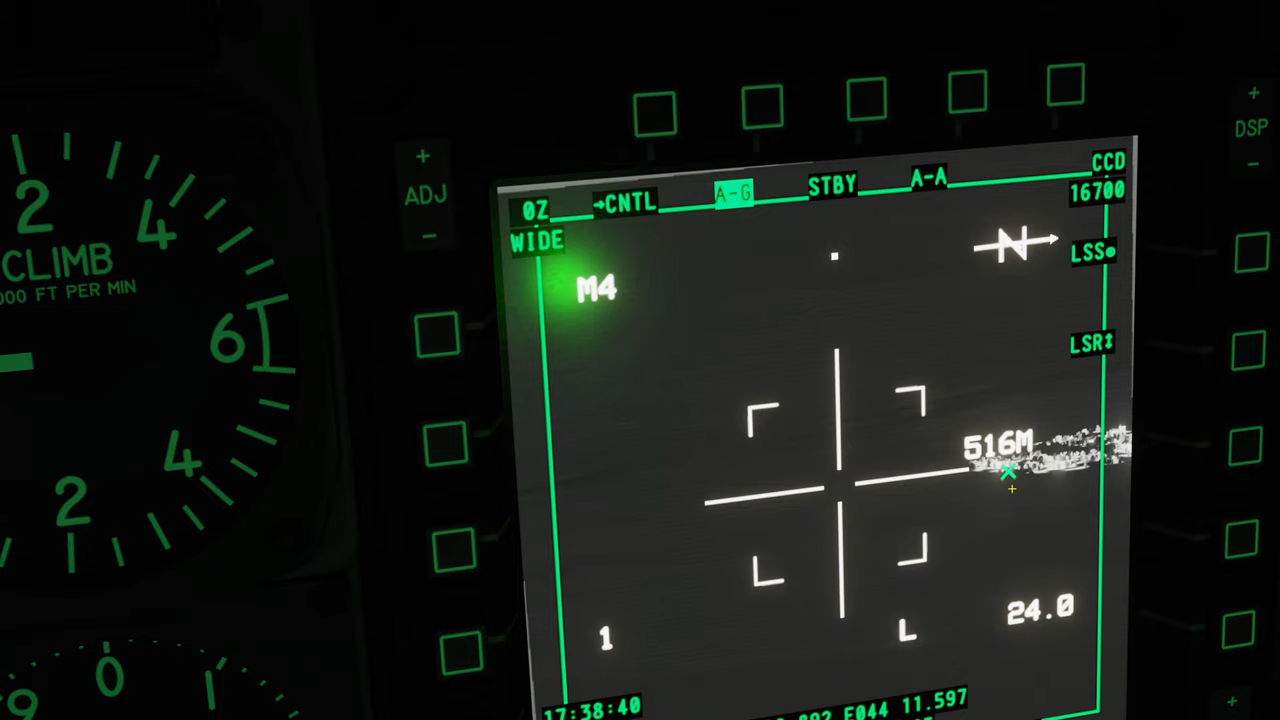 2
4
CLIMB
000 FT PER MIN
6
4
2
0
9
+
ADJ
-
+
DSP
-
+
0Z
→CNTL
A-G
STBY
A-A
CCD
WIDE
16700
M4
N
LSS●
LSR↕
516M
24.0
1
L
17:38:40
E044 11.597